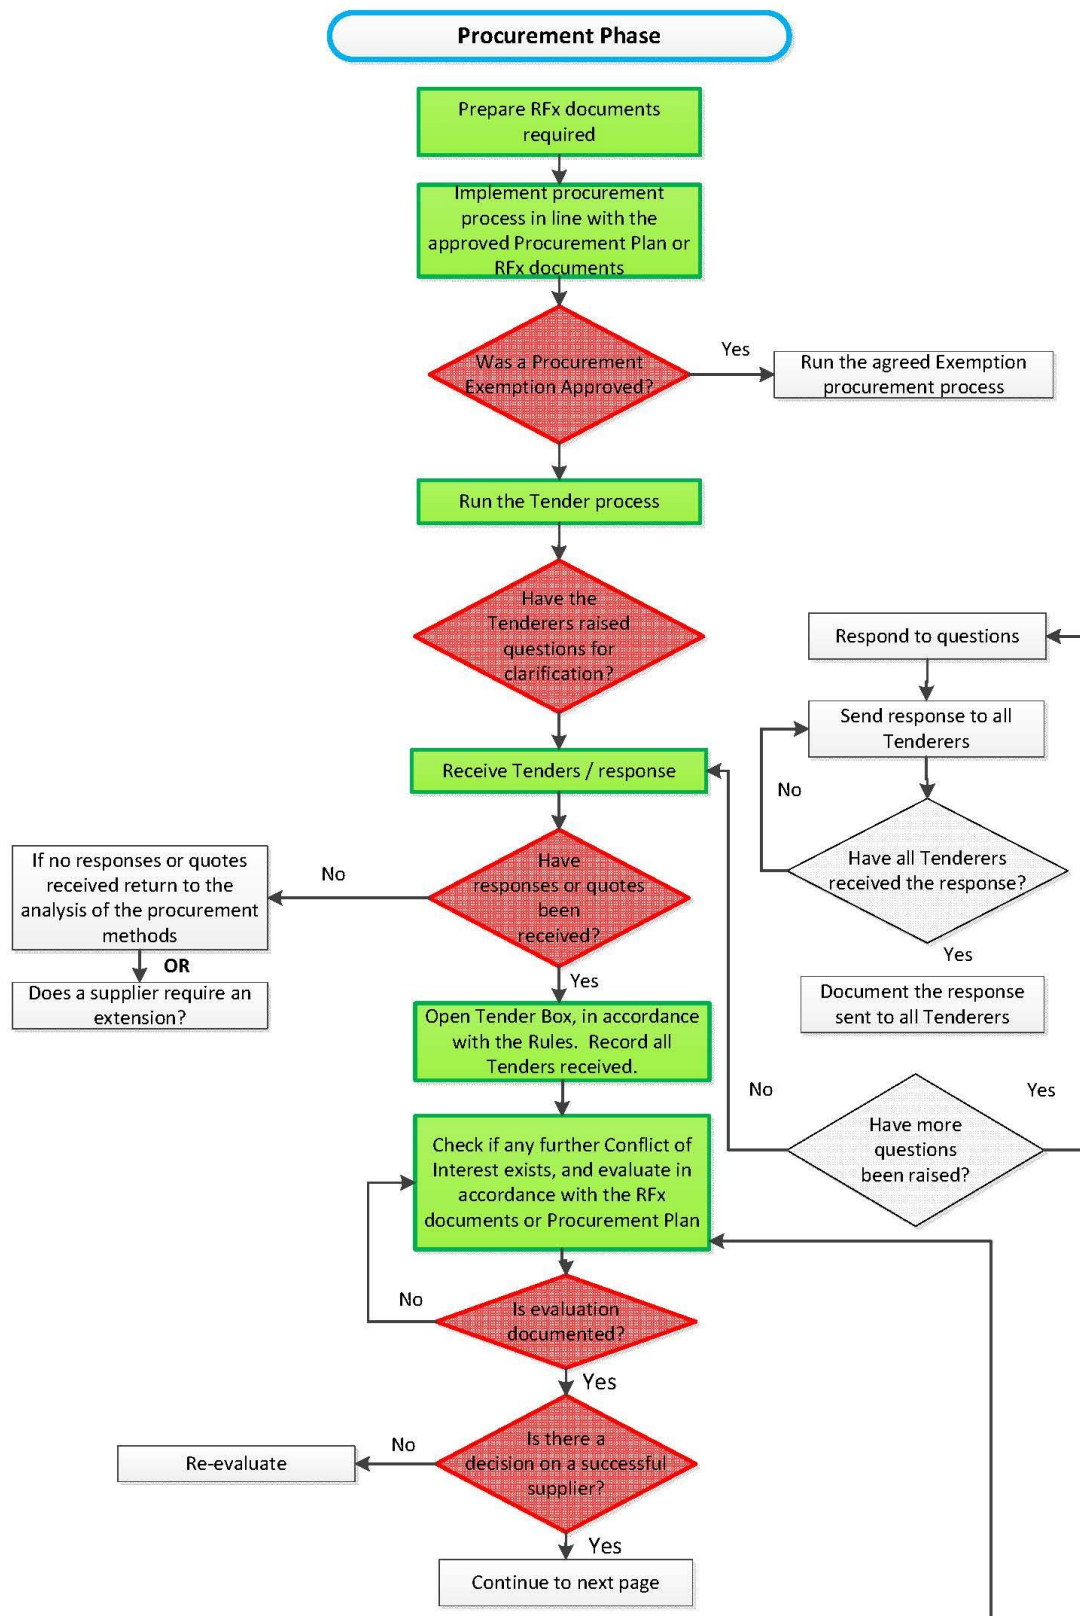 Procurement Phase
Prepare RFx documents
required
Implement procurement
process in line with the
approved Procurement Plan or
RFx documents
Was a Procurement
Exemption Approved?
Yes
Run the agreed Exemption
procurement process
Run the Tender process
Have the
Tenderers raised
questions for
clarification?
Respond to questions
Send response to all
Tenderers
No
Have all Tenderers
received the response?
Yes
Document the response
sent to all Tenderers
Have more
questions
been raised?
No
Yes
Receive Tenders / response
Have
responses or quotes
been
received?
No
If no responses or quotes
received return to the
analysis of the procurement
methods
OR
Does a supplier require an
extension?
Yes
Open Tender Box, in accordance
with the Rules.  Record all
Tenders received.
Check if any further Conflict of
Interest exists, and evaluate in
accordance with the RFx
documents or Procurement Plan
Is evaluation
documented?
No
Yes
Is there a
decision on a successful
supplier?
No
Re-evaluate
Yes
Continue to next page